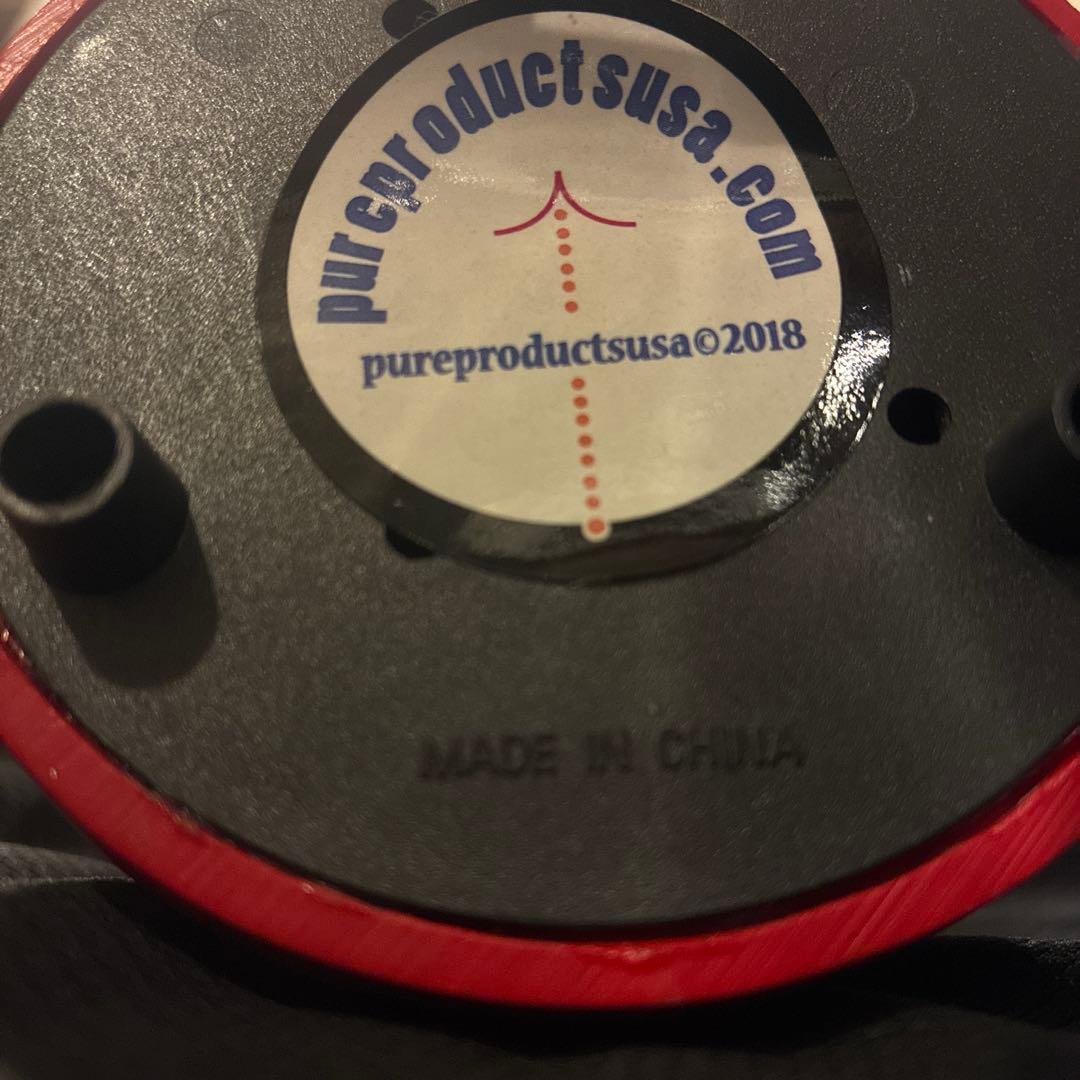 pureproductsusa.com
pureproductsusa©2018
MADE IN CHINA